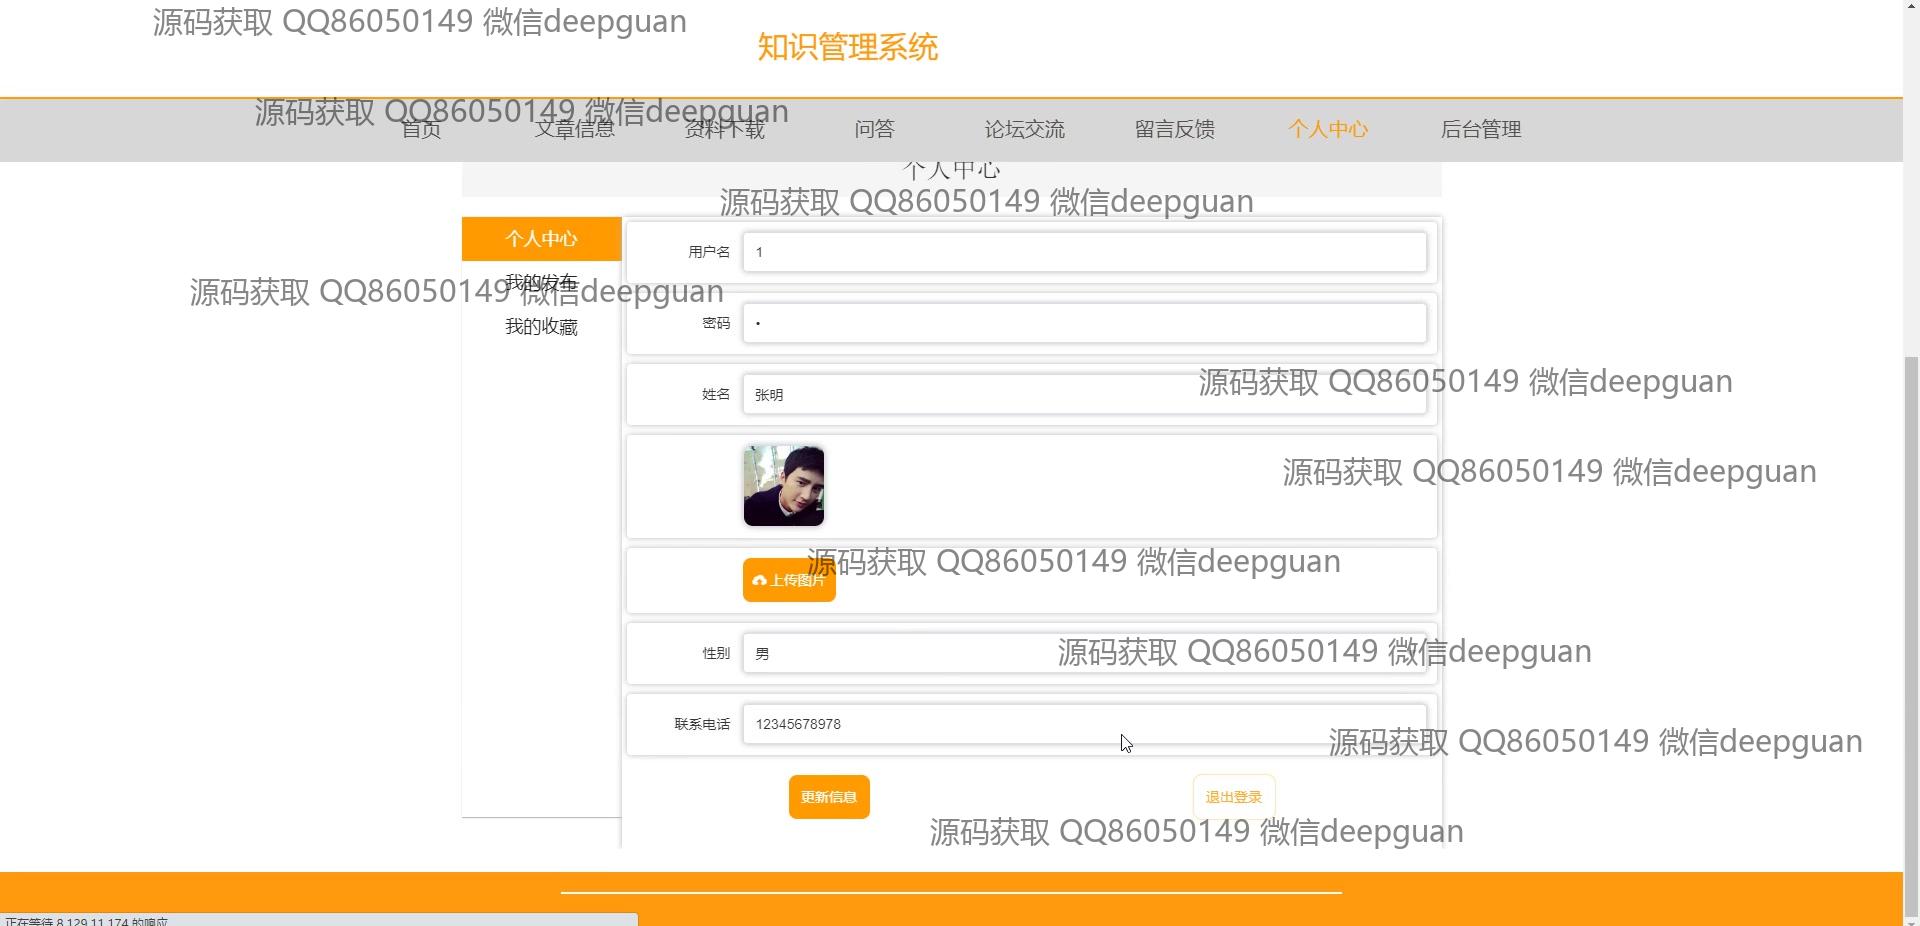 源码获取 QQ86050149 微信deepguan
知识管理系统
源码获取 QQ86050149 微信deepguan
首页 文章信息 资料下载 问答 论坛交流 留言反馈 个人中心 后台管理
个人中心
源码获取 QQ86050149 微信deepguan
个人中心
用户名 1
我的发布
源码获取 QQ86050149 微信deepguan
密码 •
我的收藏
源码获取 QQ86050149 微信deepguan
姓名 张明
源码获取 QQ86050149 微信deepguan
源码获取 QQ86050149 微信deepguan
上传图片
源码获取 QQ86050149 微信deepguan
性别 男
联系电话 12345678978
源码获取 QQ86050149 微信deepguan
更新信息 退出登录
源码获取 QQ86050149 微信deepguan
正在等待 8.129.11.174 的响应